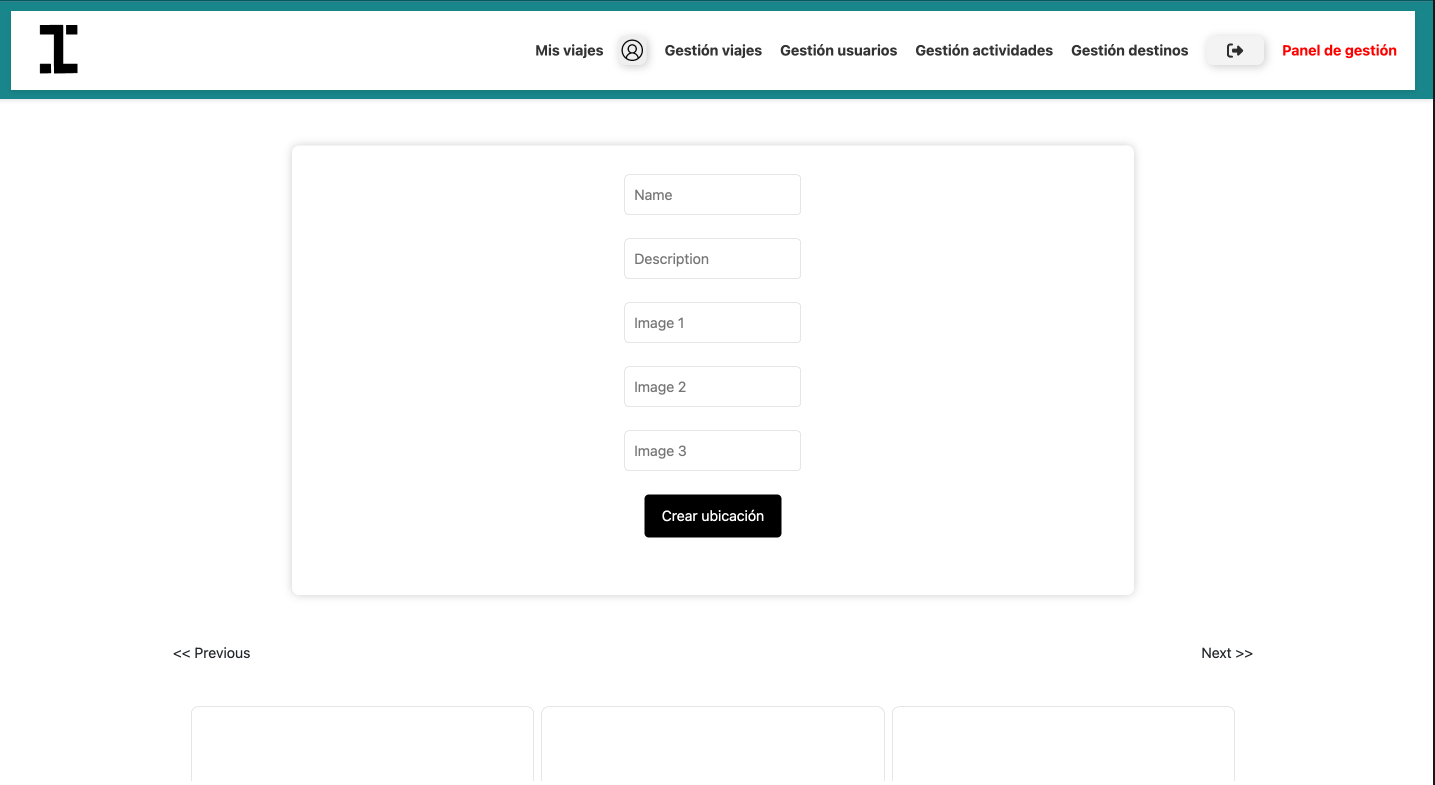 Mis viajes Gestión viajes Gestión usuarios Gestión actividades Gestión destinos Panel de gestión
Name
Description
Image 1
Image 2
Image 3
Crear ubicación
<< Previous Next >>